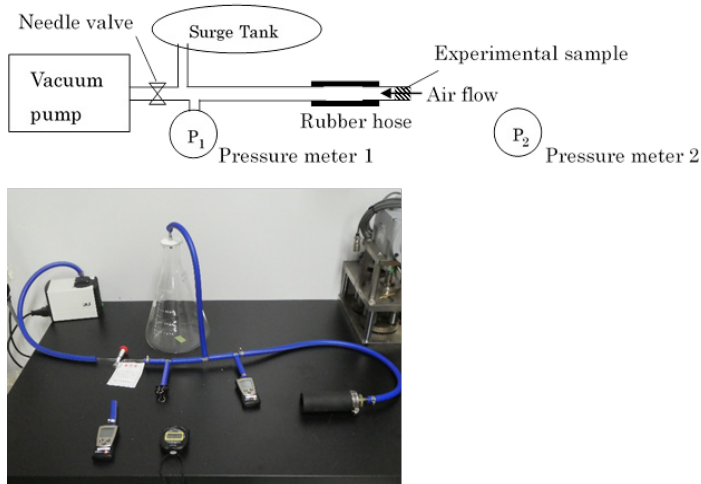 Needle valve
Surge Tank
Experimental sample
Vacuum
pump
Air flow
Rubber hose
P1
P2
Pressure meter 1
Pressure meter 2